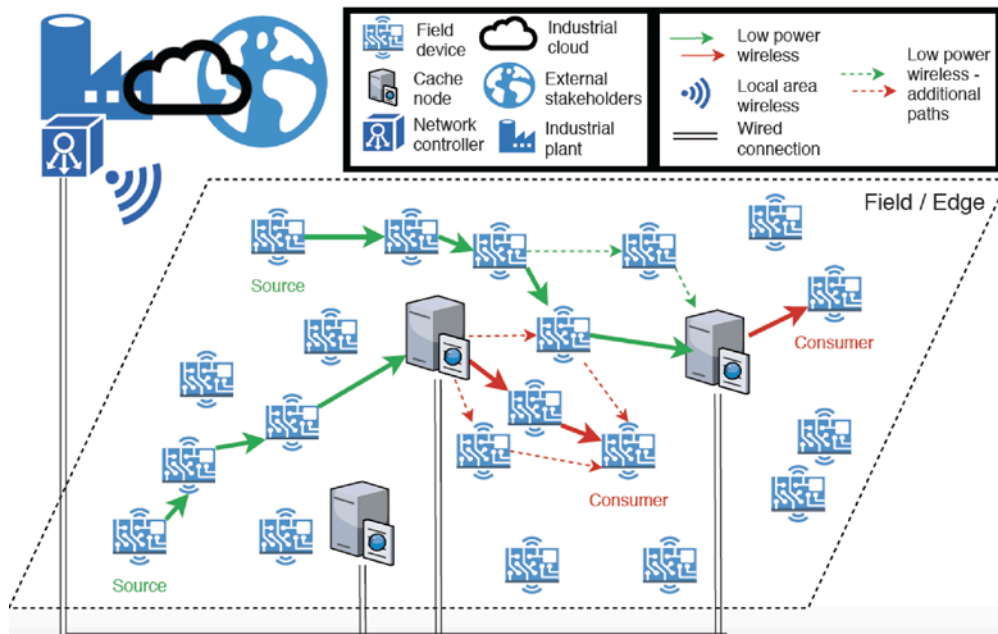 Field
device
Industrial
cloud
Cache
node
External
stakeholders
Network
controller
Industrial
plant
Low power
wireless
Local area
wireless
Wired
connection
Low power
wireless -
additional
paths
Field / Edge
Source
Consumer
Consumer
Source